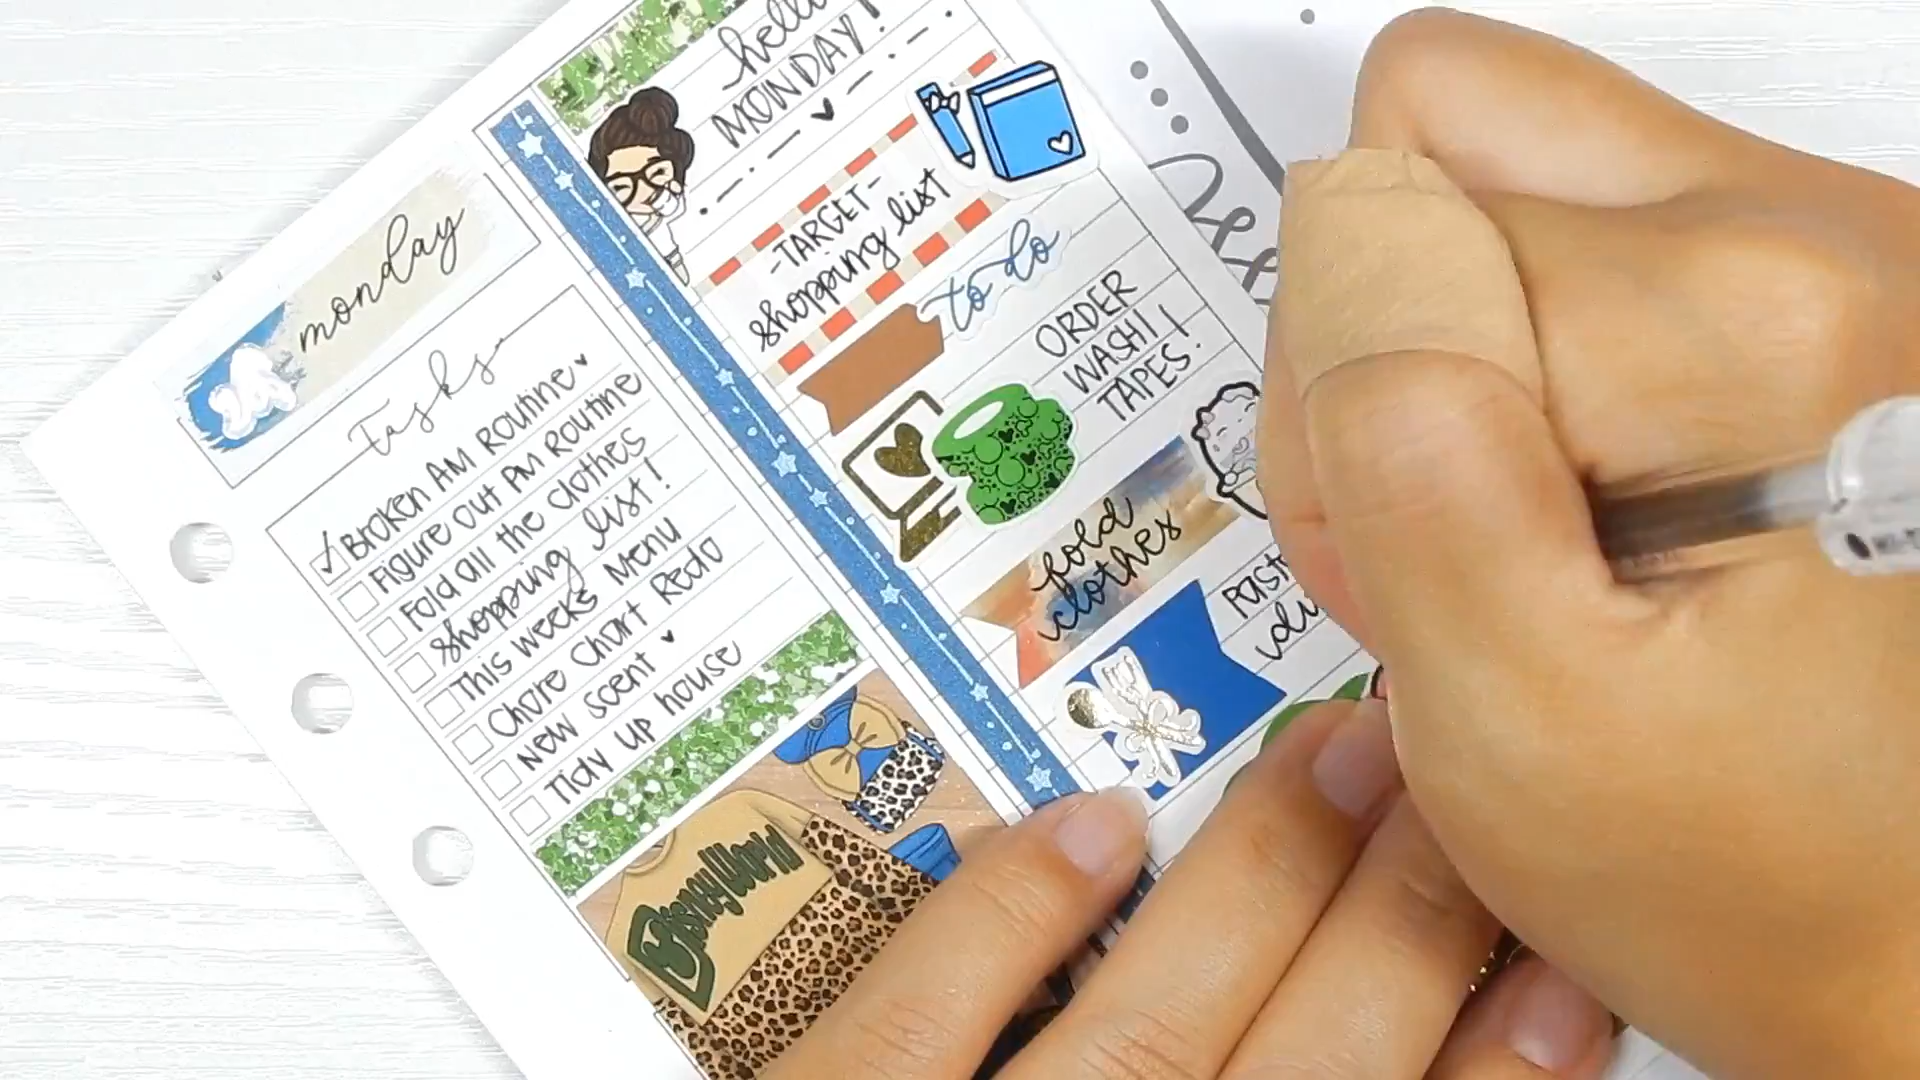 monday
Tasks
Broken AM Routine
Figure out PM Routine
Fold all the clothes
shopping list!
This weeks Menu
Chore Chart Redo
New scent
Tidy up house
DisneyWorld
hello
MONDAY!
-TARGET-
shopping list
to do
ORDER
WASHI
TAPES!
fold
clothes